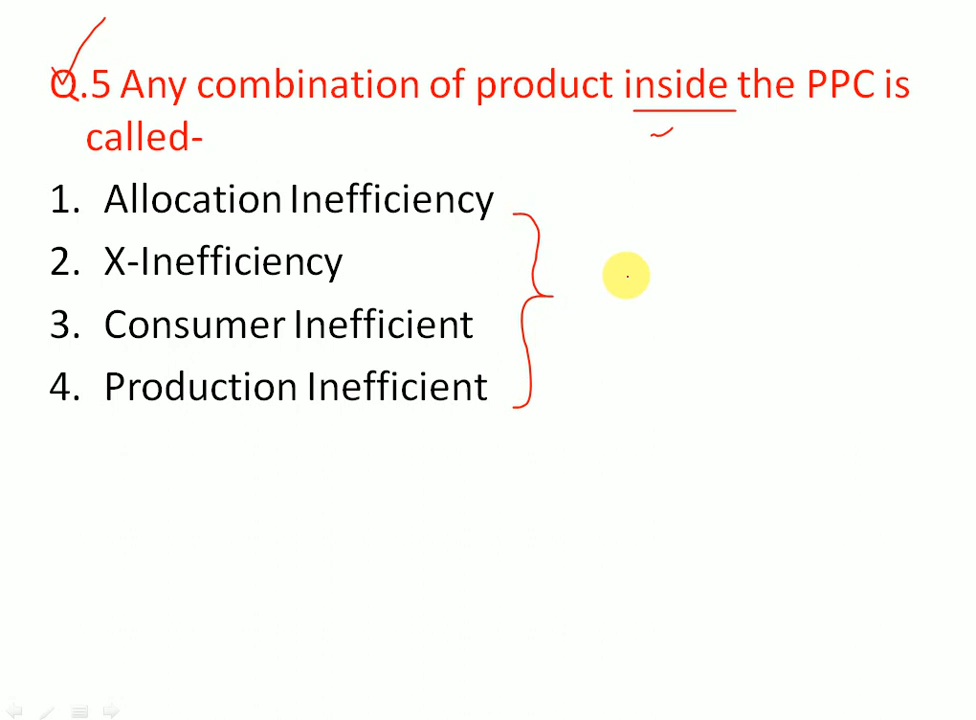 Q.5 Any combination of product inside the PPC is
called-
1. Allocation Inefficiency
2. X-Inefficiency
3. Consumer Inefficient
4. Production Inefficient